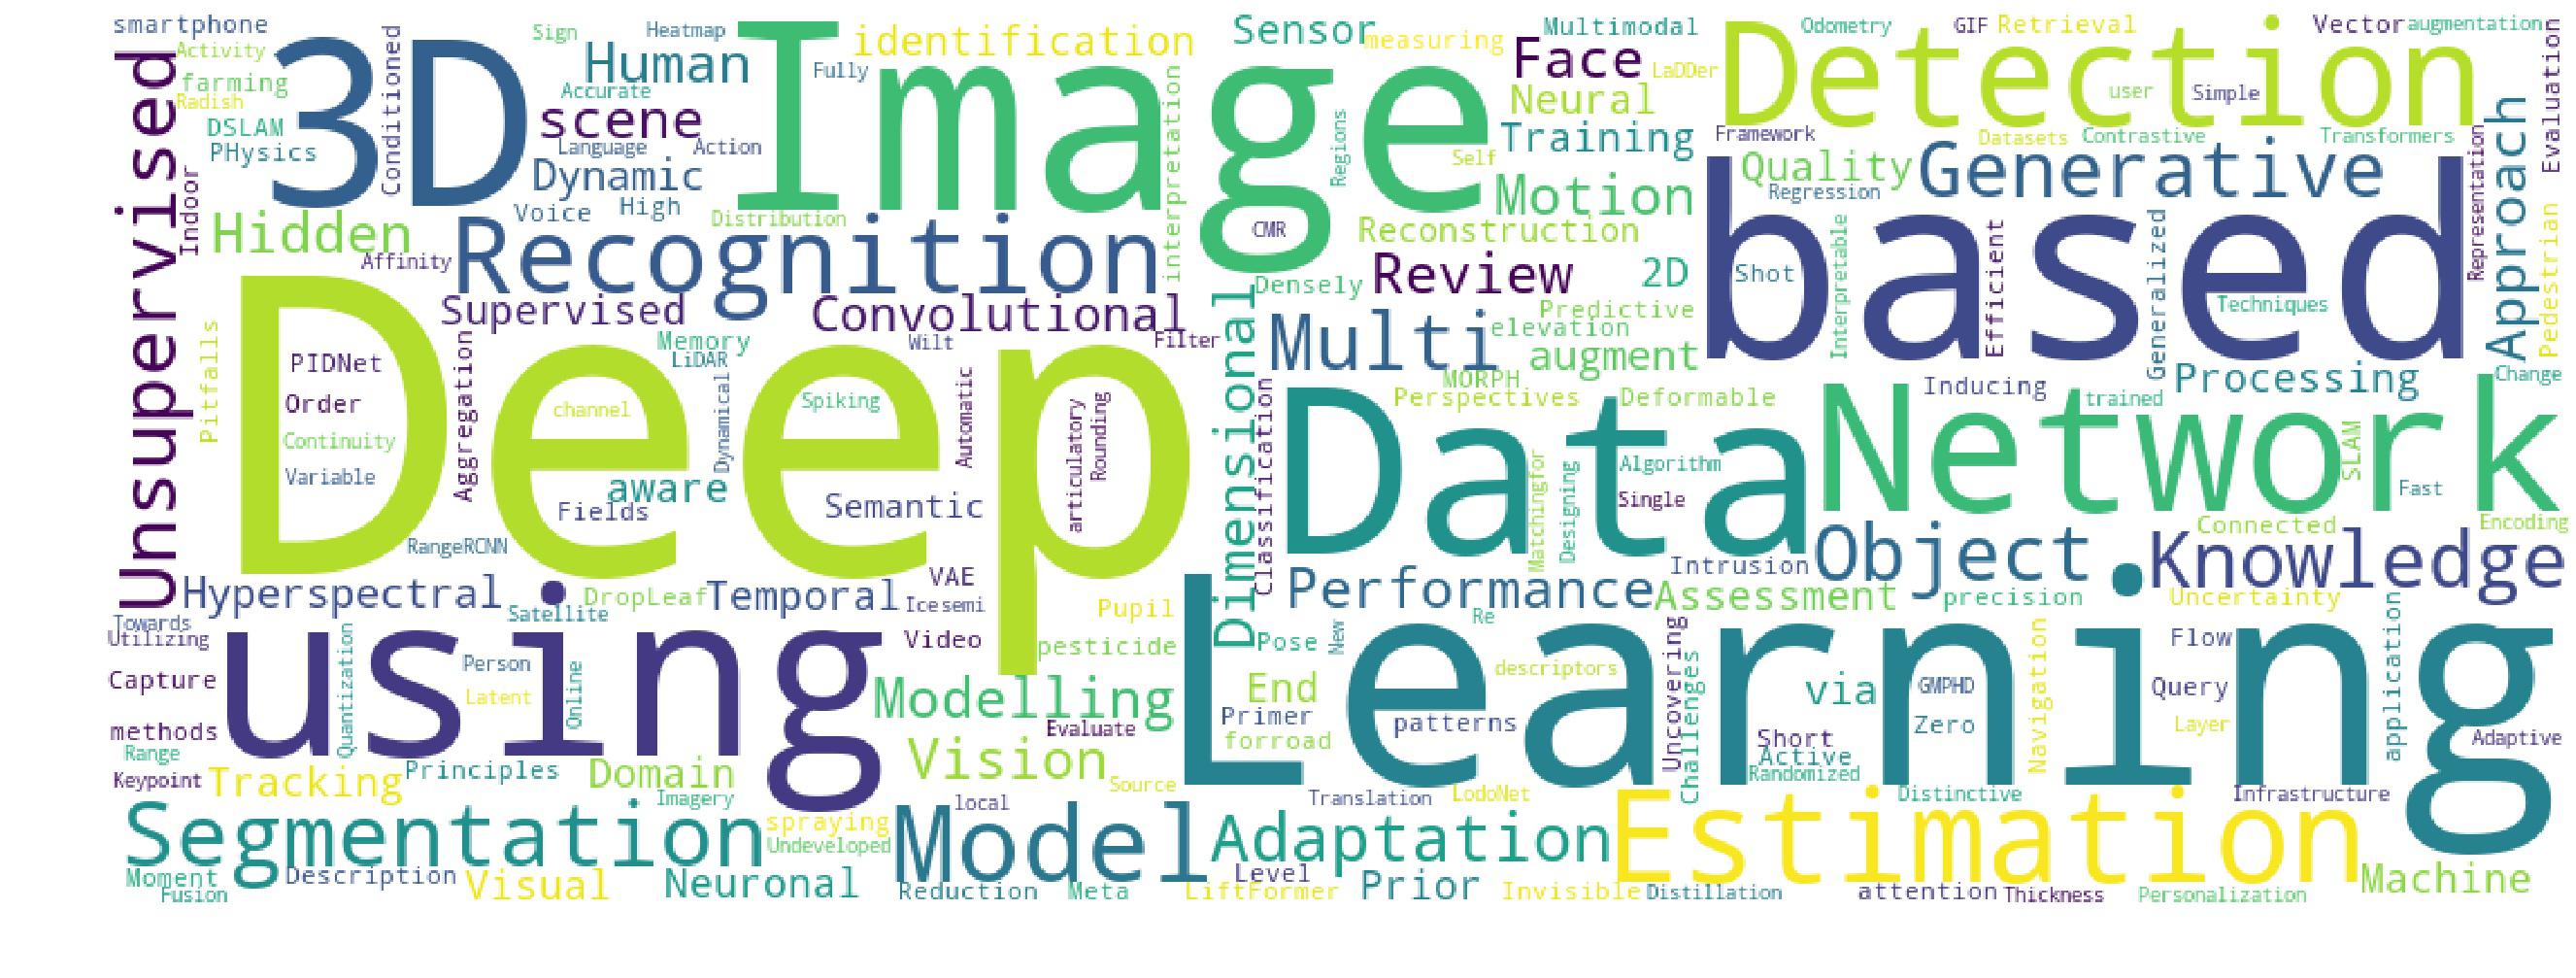 smartphone
Activity
farming
Radish
DSLAM
PHysics
Unsupervised
Indoor
3D
Conditioned
Sign
Heatmap
Human
Accurate
scene
Language
Action
Dynamic
Voice
High
Image
Fully
identification
interpretation
Distribution
Sensor
measuring
Multimodal
Face
LaDDer
Neural
Training
Self
Regions
Motion
CMR
Reconstruction
Detection
Odometry
GIF
Retrieval
Vector
augmentation
user
Simple
Evaluation
Framework
Datasets
Contrastive
Transformers
Quality
Generative
Regression
Representation
Approach
Pedestrian
Hidden
Affinity
Recognition
Supervised
Convolutional
Filter
Densely
Review
2D
Predictive
Multi
elevation
augment
MORPH
Perspectives
Deformable
based
Shot
Interpretable
Efficient
Generalized
Techniques
Inducing
Processing
Change
trained
Pitfalls
Deep
PIDNet
Order
Continuity
Variable
Aggregation
Memory
LiDAR
Wilt
channel
Dynamical
Spiking
Automatic
articulatory
Rounding
aware
Fields
Semantic
RangeRCNN
Dimensional
Classification
Data
Matchingfor
Designing
Algorithm
Single
Network
SLAM
Fast
Connected
Encoding
Intrusion
Object
Knowledge
Hyperspectral
Satellite
DropLeaf
Temporal
VAE
Icesemi
Pupil
Video
pesticide
Performance
Assessment
precision
Uncertainty
Towards
Utilizing
Capture
methods
Range
Keypoint
using
Quantization
Person
Latent
Online
Modelling
Evaluate
Vision
Source
Learning
Pose
New
Re
End
descriptors
Primer
patterns
forroad
Uncovering
Challenges
via
GMPHD
Zero
Short
Active
Randomized
Navigation
Flow
Query
Layer
application
Adaptive
Tracking
Principles
Domain
Imagery
local
Translation
LodoNet
Distinctive
Infrastructure
Segmentation
spraying
Undeveloped
Model
Adaptation
Estimation
Moment
Fusion
Description
Visual
Neuronal
Reduction
Meta
LiftFormer
Level
Prior
Invisible
Distillation
attention
Thickness
Personalization
Machine